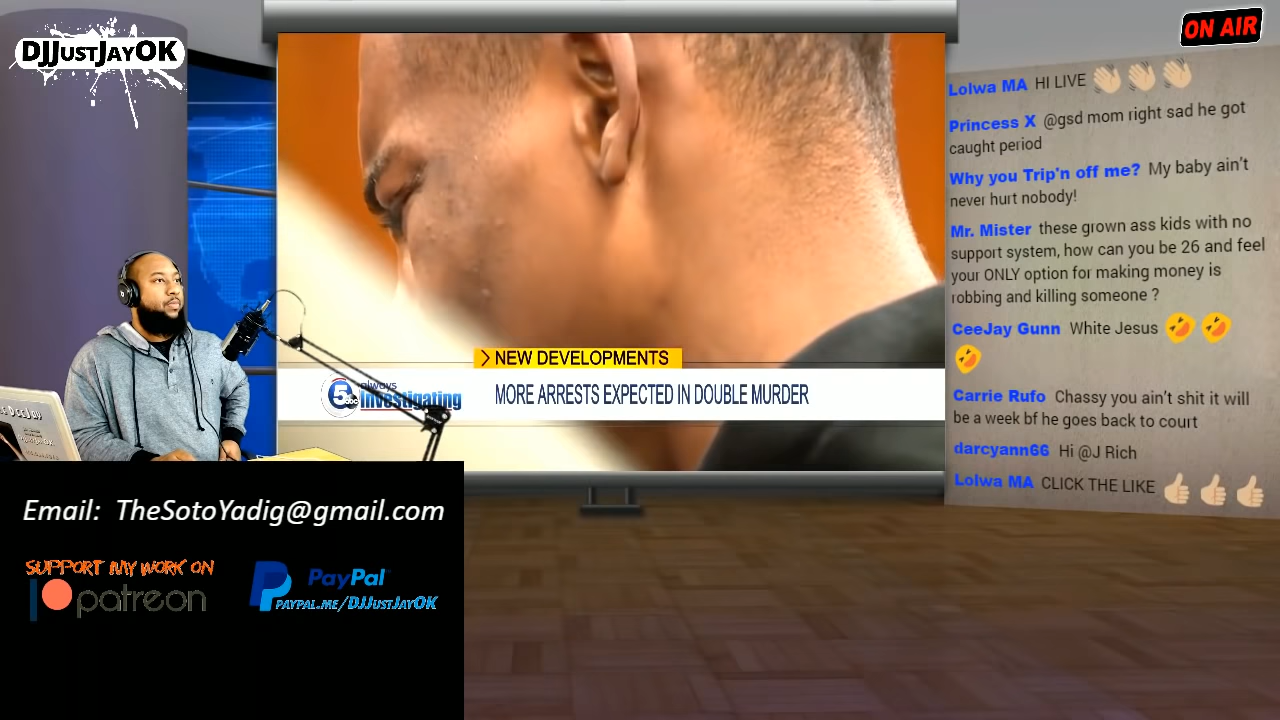 DJJustJayOK
ON AIR
Lolwa MA HI LIVE 👋🏻👋🏻👋🏻
Princess X @gsd mom right sad he got
caught period
Why you Trip'n off me? My baby ain't
never hurt nobody!
Mr. Mister these grown ass kids with no
support system, how can you be 26 and feel
your ONLY option for making money is
robbing and killing someone ?
CeeJay Gunn White Jesus 🤣🤣
🤣
Carrie Rufo Chassy you ain't shit it will
be a week bf he goes back to court
darcyann66 Hi @J Rich
Lolwa MA CLICK THE LIKE 👍🏻👍🏻👍🏻
> NEW DEVELOPMENTS
5 abc always
investigating
MORE ARRESTS EXPECTED IN DOUBLE MURDER
Email: TheSotoYadig@gmail.com
SUPPORT MY WORK ON
patreon
PayPal
PAYPAL.ME/DJJUSTJAYOK